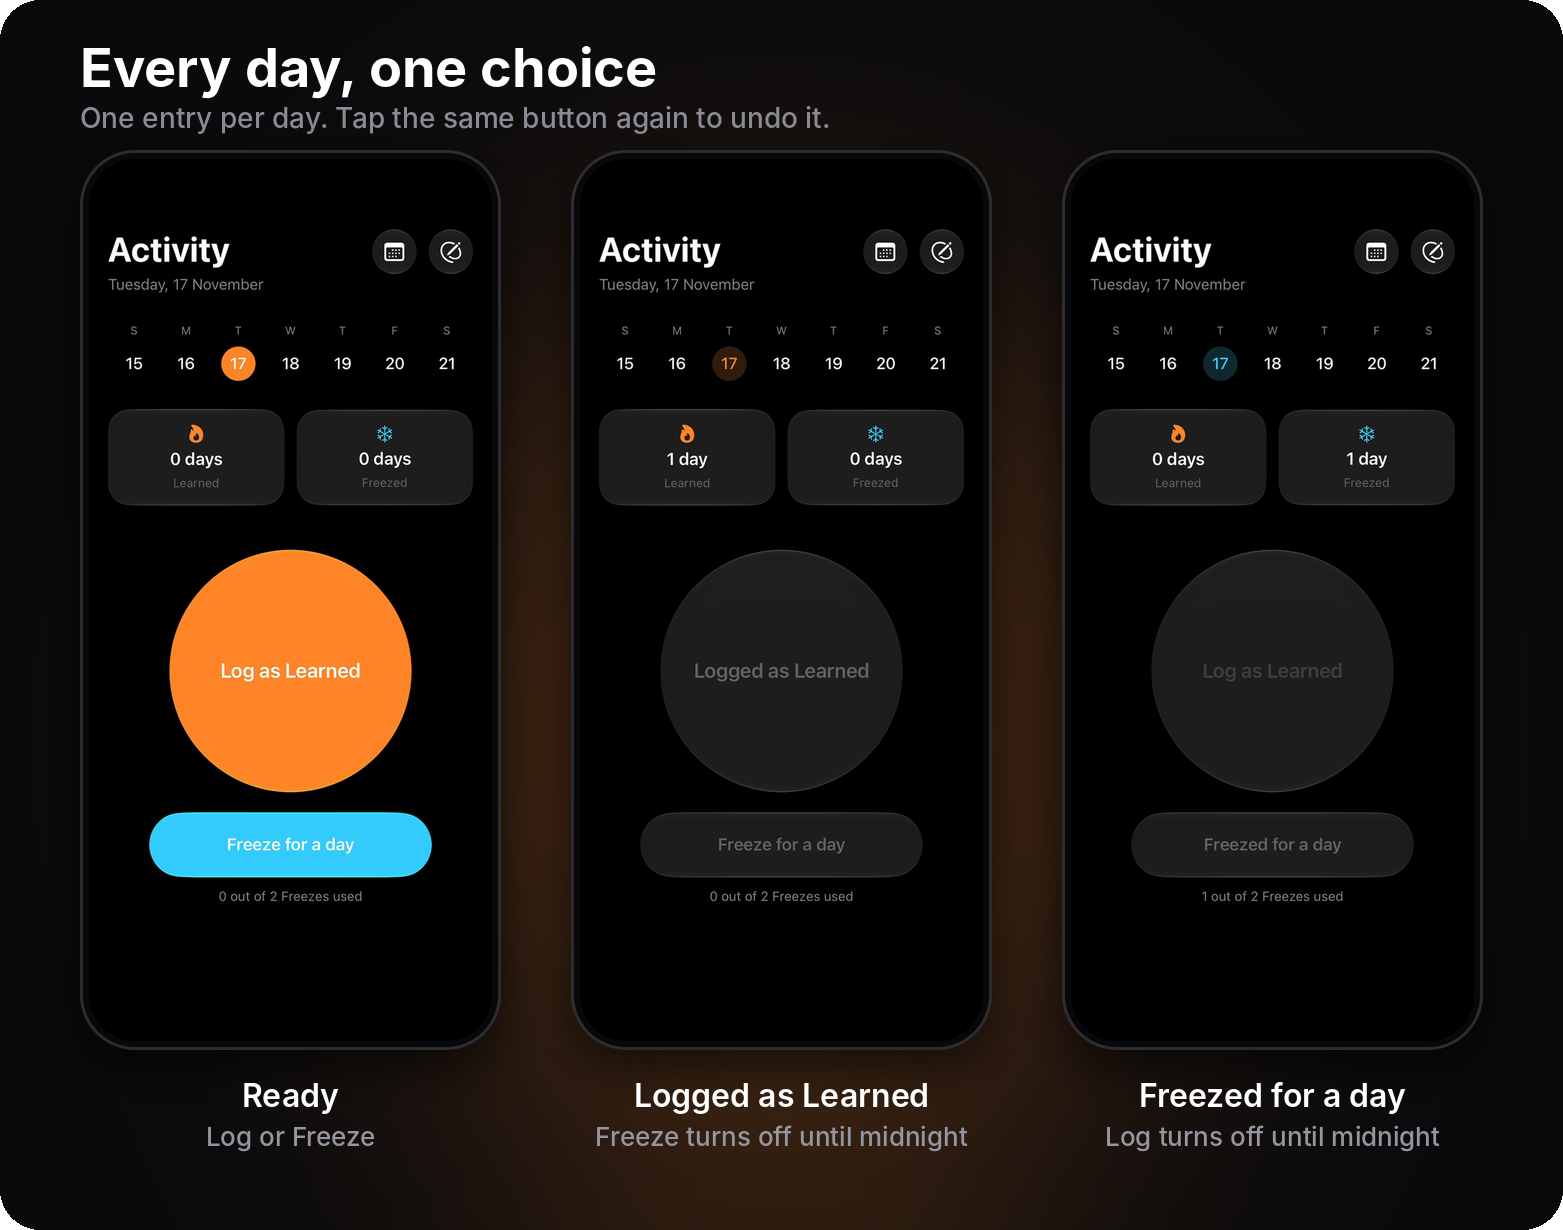 Every day, one choice
One entry per day. Tap the same button again to undo it.
Activity
Tuesday, 17 November
S M T W T F S
15 16 17 18 19 20 21
0 days
Learned
0 days
Freezed
Log as Learned
Freeze for a day
0 out of 2 Freezes used
Ready
Log or Freeze
Activity
Tuesday, 17 November
S M T W T F S
15 16 17 18 19 20 21
1 day
Learned
0 days
Freezed
Logged as Learned
Freeze for a day
0 out of 2 Freezes used
Logged as Learned
Freeze turns off until midnight
Activity
Tuesday, 17 November
S M T W T F S
15 16 17 18 19 20 21
0 days
Learned
1 day
Freezed
Log as Learned
Freezed for a day
1 out of 2 Freezes used
Freezed for a day
Log turns off until midnight